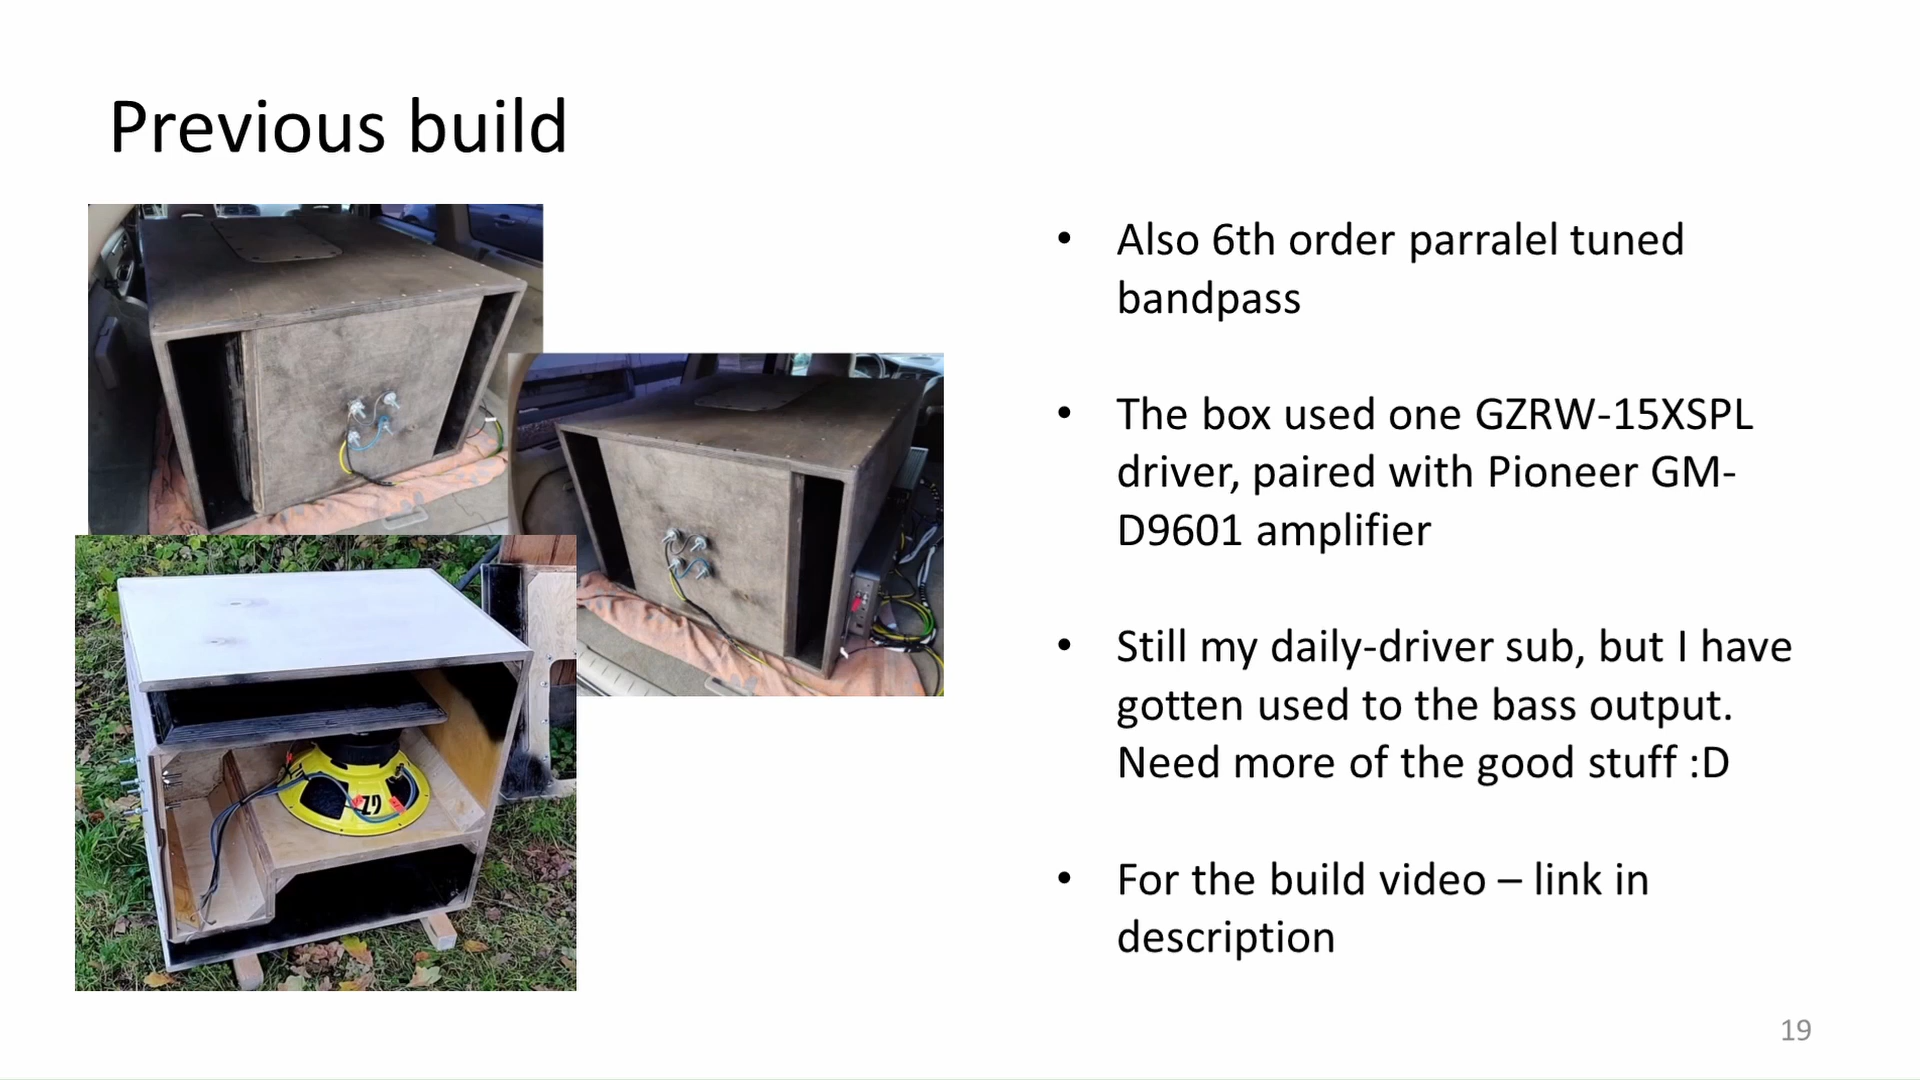 Previous build
• Also 6th order parralel tuned
bandpass
• The box used one GZRW-15XSPL
driver, paired with Pioneer GM-
D9601 amplifier
• Still my daily-driver sub, but I have
gotten used to the bass output.
Need more of the good stuff :D
• For the build video – link in
description
GZ
19